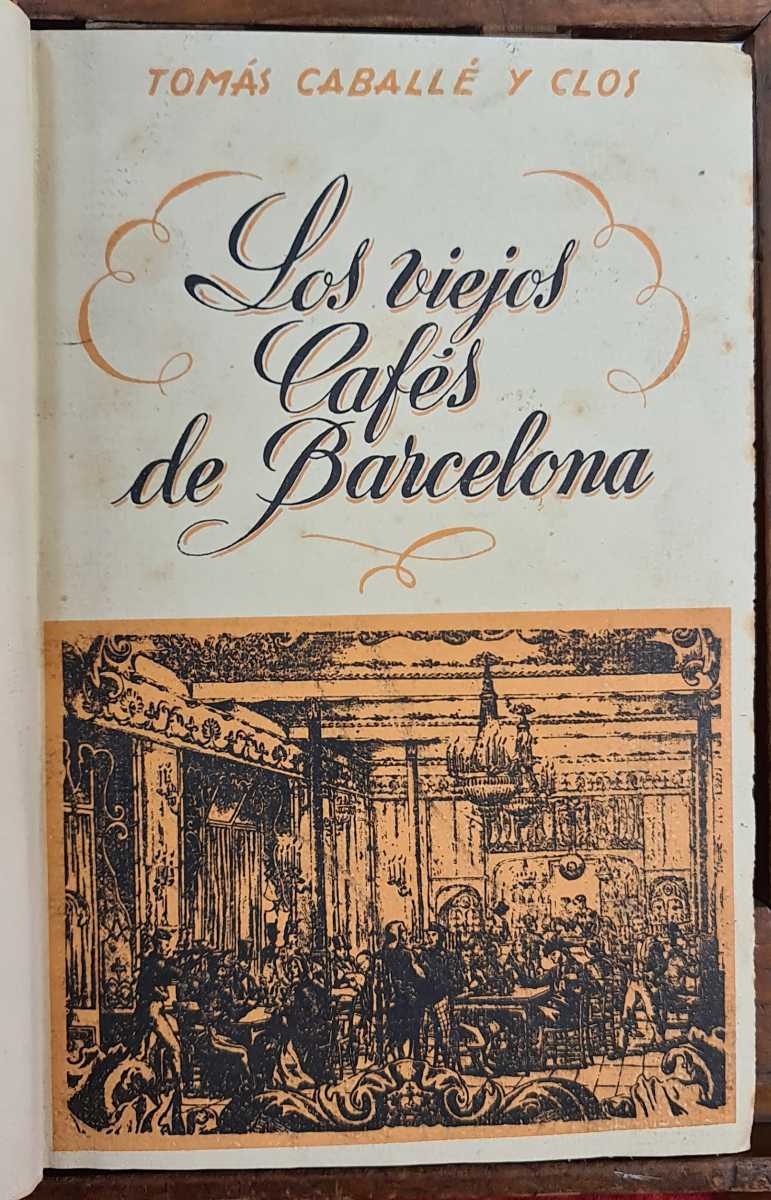 TOMÁS CABALLÉ Y CLOS
Los viejos
Cafés
de Barcelona